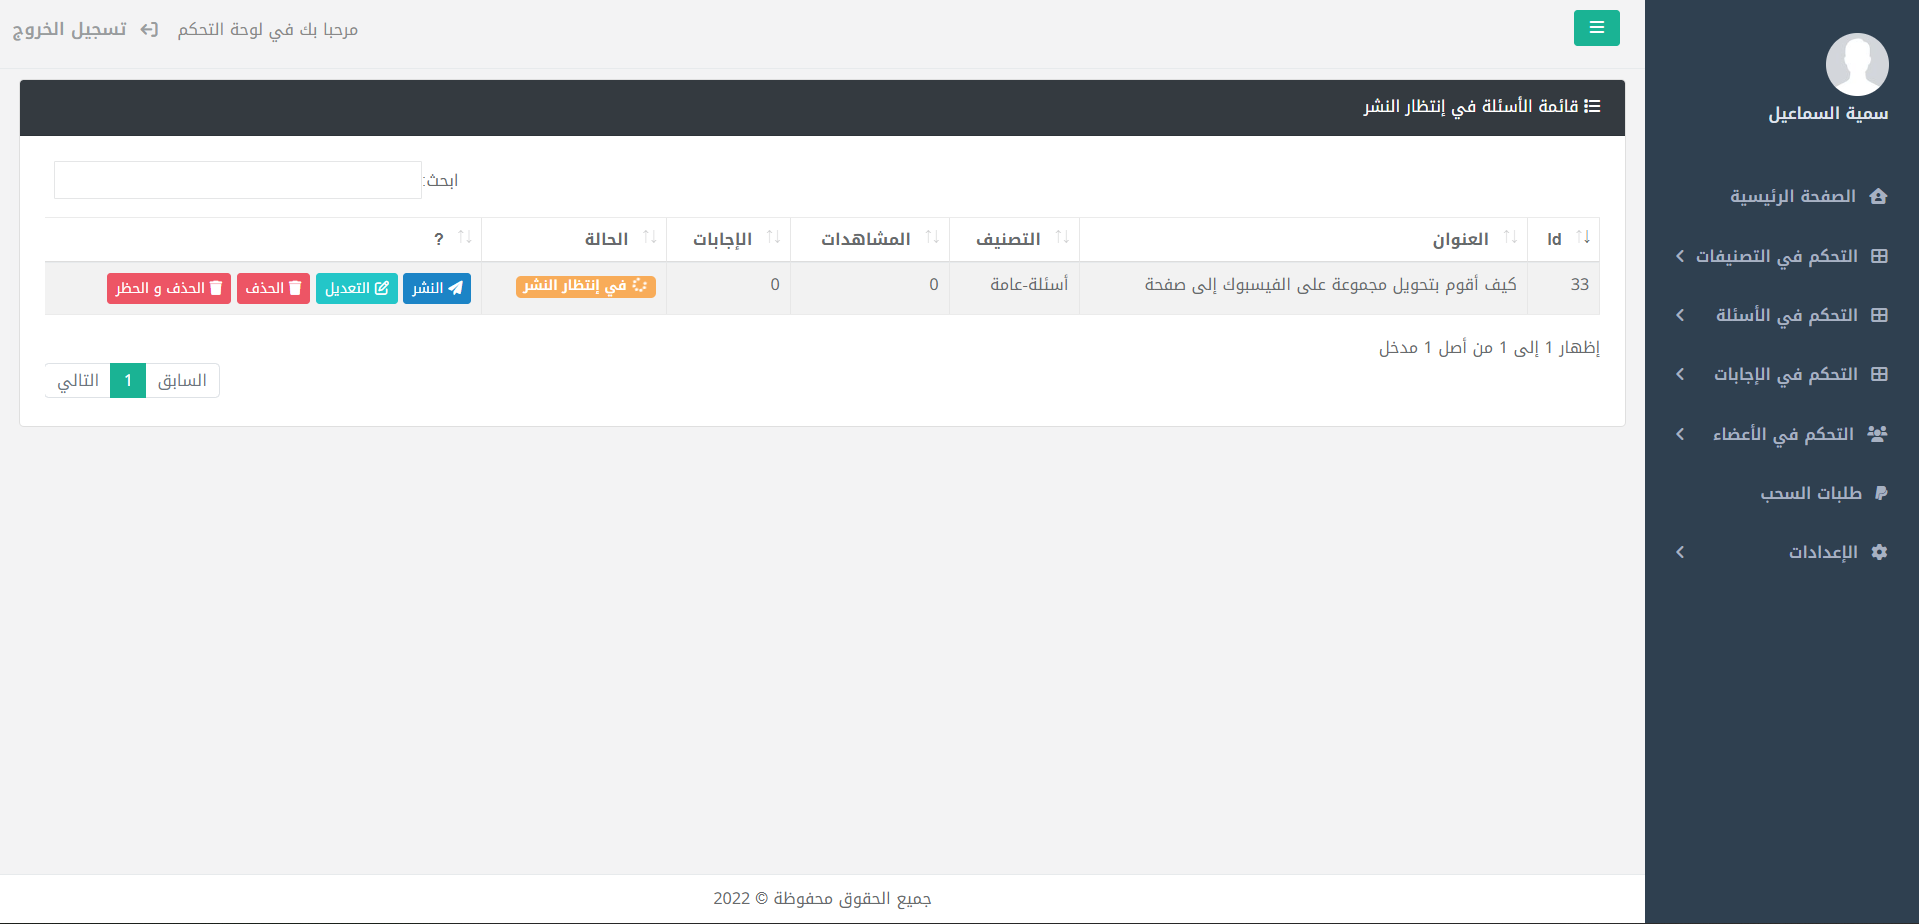 مرحبا بك في لوحة التحكم
تسجيل الخروج
سمية السماعيل
الصفحة الرئيسية
التحكم في التصنيفات
التحكم في الأسئلة
التحكم في الإجابات
التحكم في الأعضاء
طلبات السحب
الإعدادات
قائمة الأسئلة في إنتظار النشر
ابحث:
Id العنوان التصنيف المشاهدات الإجابات الحالة ?
33 كيف أقوم بتحويل مجموعة على الفيسبوك إلى صفحة أسئلة-عامة 0 0 في إنتظار النشر النشر التعديل الحذف الحذف و الحظر
إظهار 1 إلى 1 من أصل 1 مدخل
السابق 1 التالي
جميع الحقوق محفوظة © 2022